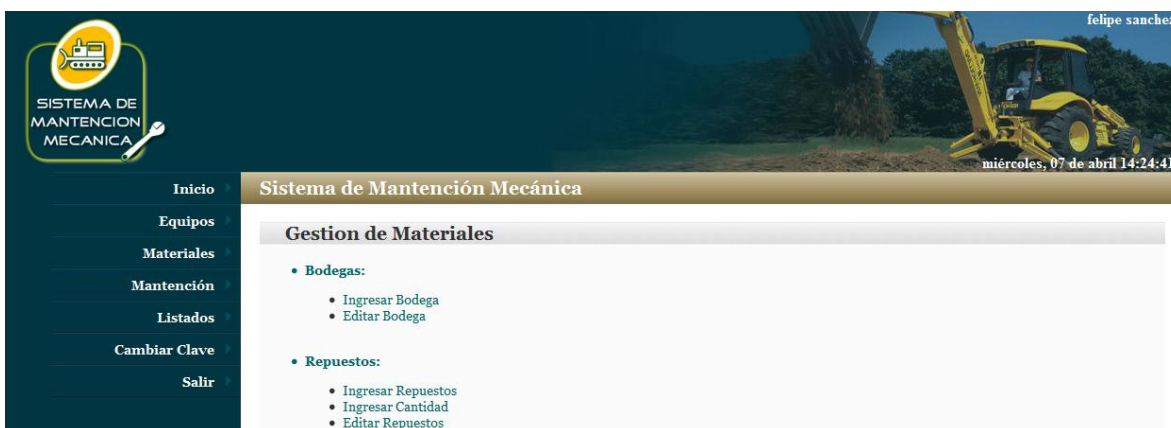 felipe sanchez
SISTEMA DE
MANTENCION
MECANICA
miércoles, 07 de abril 14:24:41
Inicio
Equipos
Materiales
Mantención
Listados
Cambiar Clave
Salir
Sistema de Mantención Mecánica
Gestion de Materiales
Bodegas:
Ingresar Bodega
Editar Bodega
Repuestos:
Ingresar Repuestos
Ingresar Cantidad
Editar Repuestos